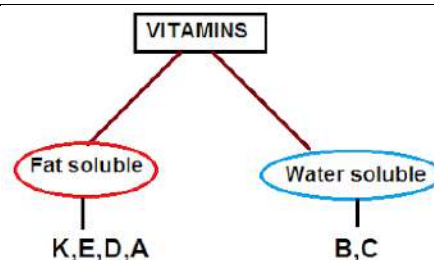 VITAMINS
Fat soluble
Water soluble
K,E,D,A
B,C